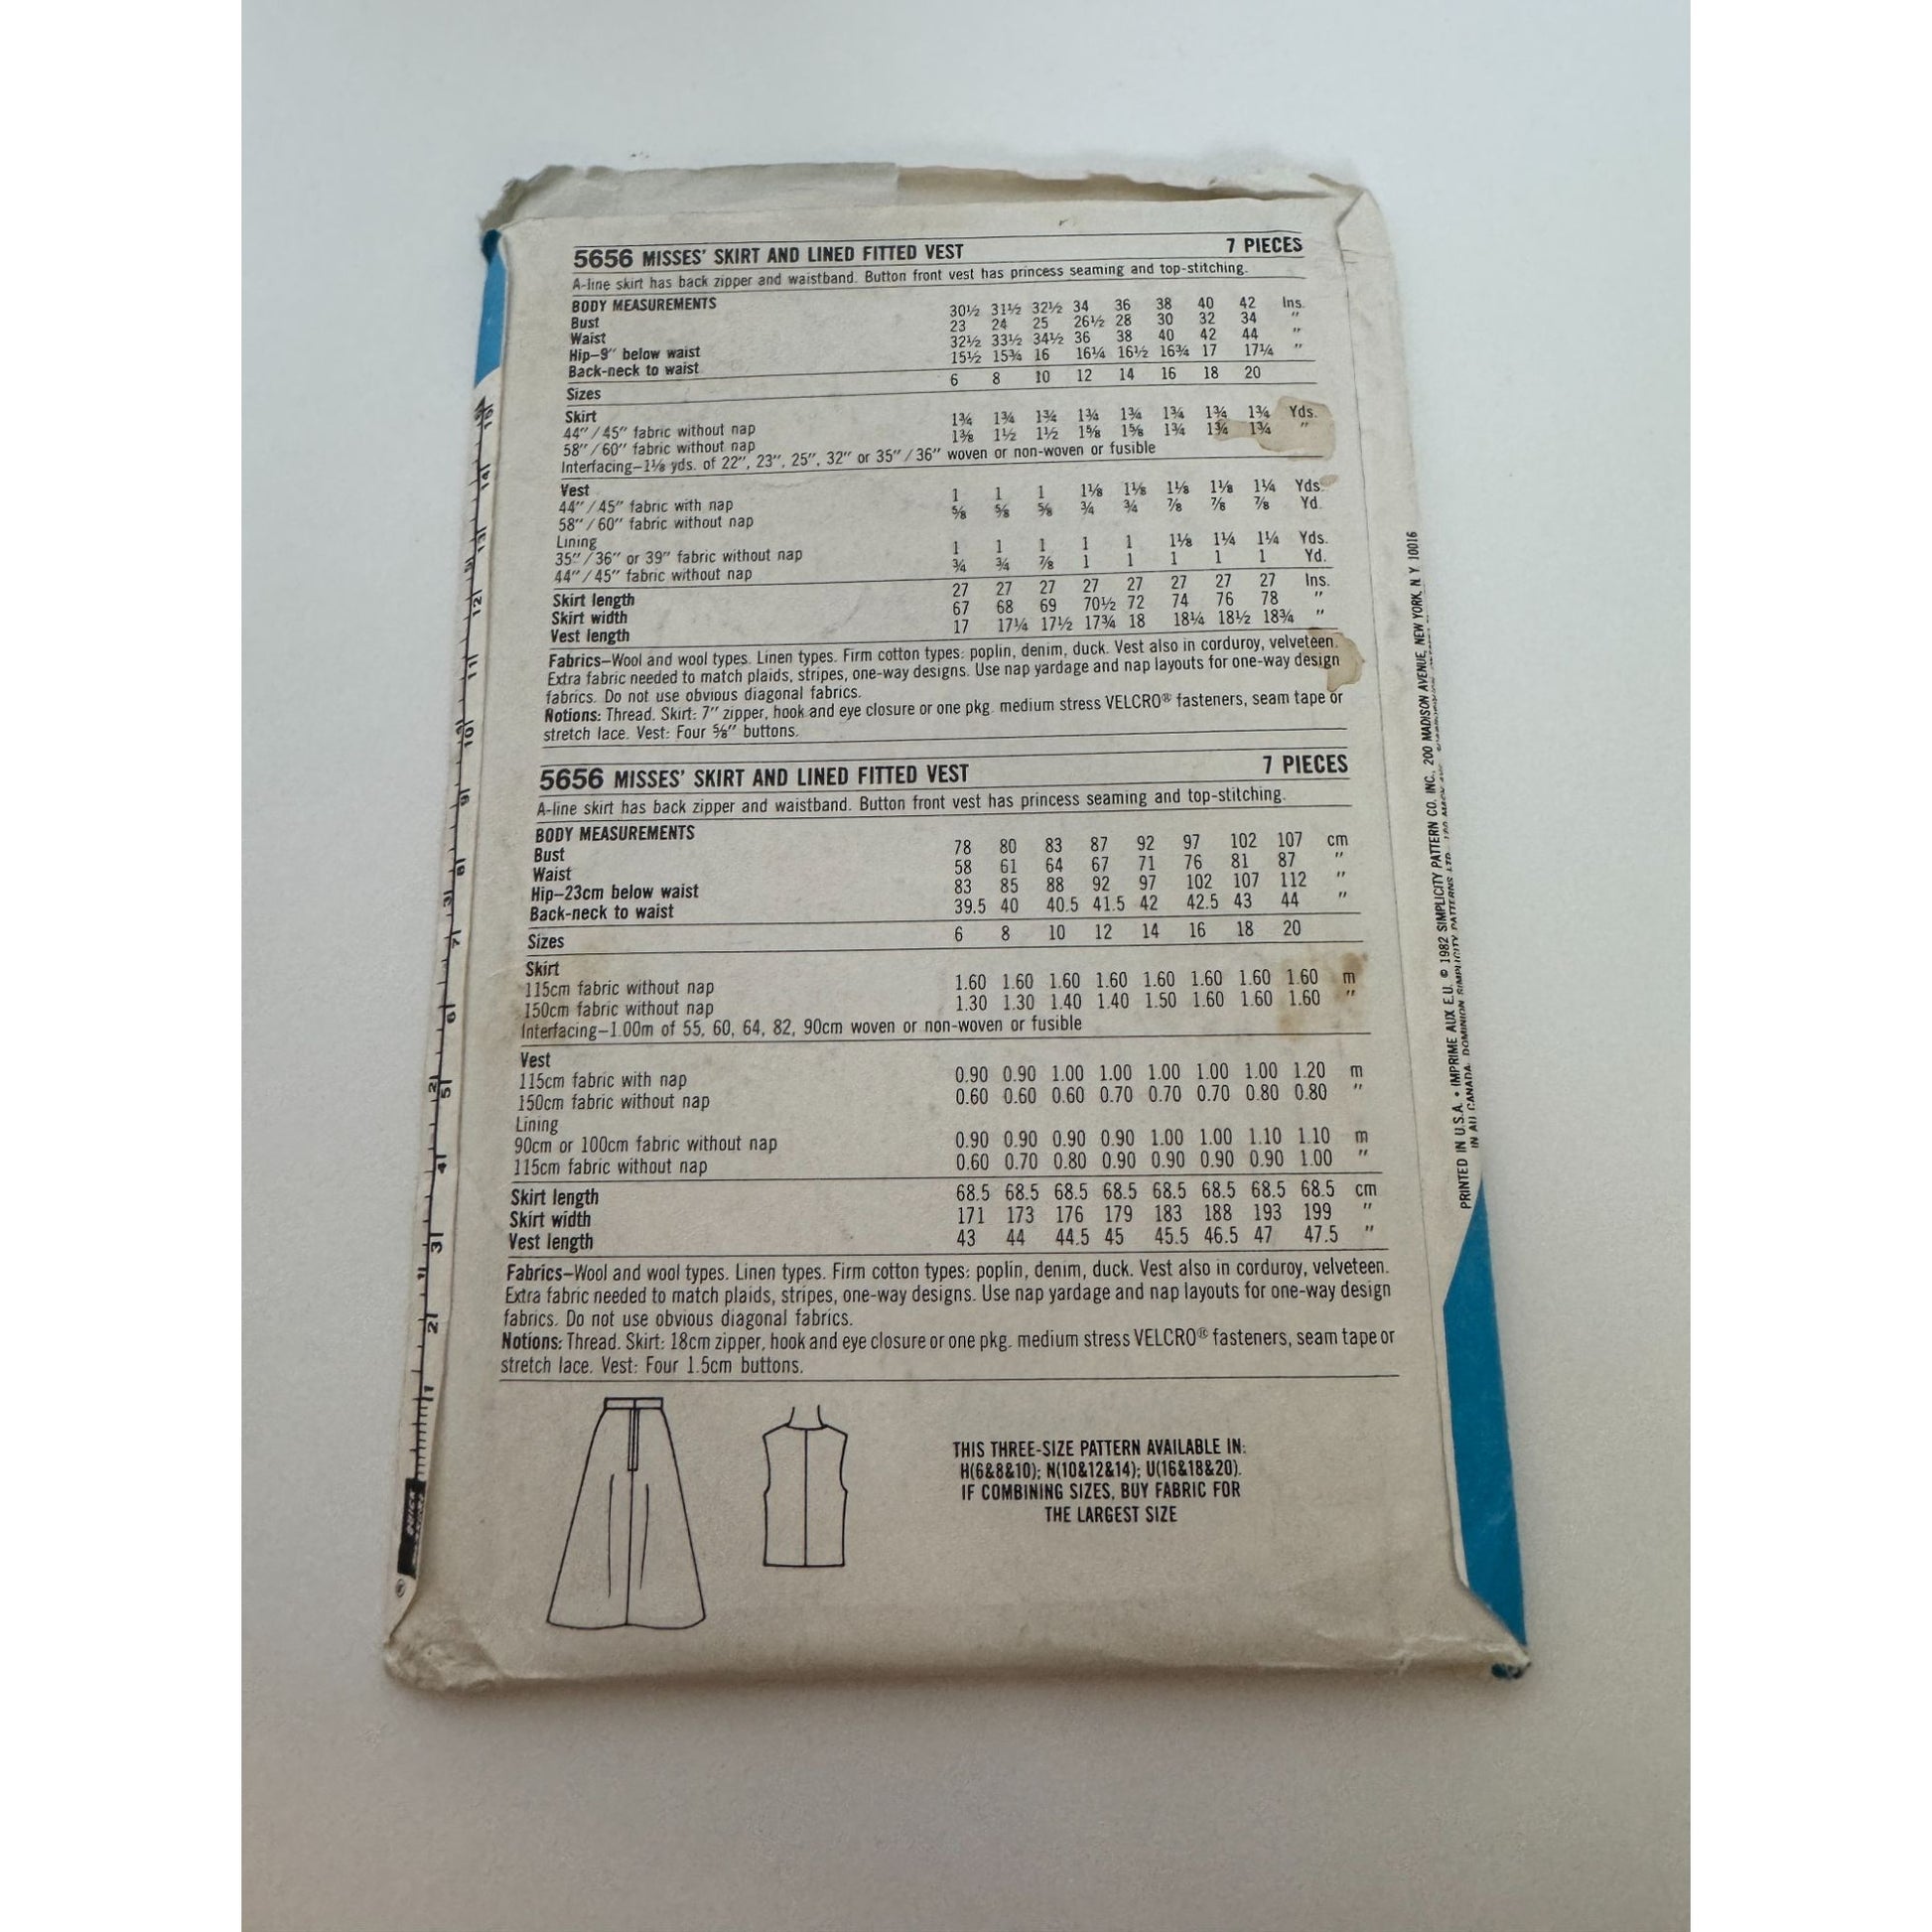 5656 MISSES' SKIRT AND LINED FITTED VEST 7 PIECES
A-line skirt has back zipper and waistband. Button front vest has princess seaming and top-stitching.
BODY MEASUREMENTS
Bust 30½ 31½ 32½ 34 36 38 40 42 Ins.
Waist 23 24 25 26½ 28 30 32 34 "
Hip–9" below waist 32½ 33½ 34½ 36 38 40 42 44 "
Back-neck to waist 15½ 15¾ 16 16¼ 16½ 16¾ 17 17¼ "
Sizes 6 8 10 12 14 16 18 20
Skirt
44"/45" fabric without nap 1¾ 1¾ 1¾ 1¾ 1¾ 1¾ 1¾ 1¾ Yds.
58"/60" fabric without nap 1⅜ 1½ 1½ 1⅝ 1⅝ 1¾ 1¾ 1¾ "
Interfacing–1⅛ yds. of 22", 23", 25", 32" or 35"/36" woven or non-woven or fusible
Vest
44"/45" fabric with nap 1 1 1 1⅛ 1⅛ 1⅛ 1⅛ 1¼ Yds.
58"/60" fabric without nap ⅝ ⅝ ⅝ ¾ ¾ ⅞ ⅞ ⅞ Yd.
Lining
35"/36" or 39" fabric without nap 1 1 1 1 1 1⅛ 1¼ 1¼ Yds.
44"/45" fabric without nap ¾ ¾ ⅞ 1 1 1 1 1 Yd.
Skirt length 27 27 27 27 27 27 27 27 Ins.
Skirt width 67 68 69 70½ 72 74 76 78 "
Vest length 17 17¼ 17½ 17¾ 18 18¼ 18½ 18¾ "
Fabrics–Wool and wool types. Linen types. Firm cotton types: poplin, denim, duck. Vest also in corduroy, velveteen.
Extra fabric needed to match plaids, stripes, one-way designs. Use nap yardage and nap layouts for one-way design
fabrics. Do not use obvious diagonal fabrics.
Notions: Thread. Skirt: 7" zipper, hook and eye closure or one pkg. medium stress VELCRO® fasteners, seam tape or
stretch lace. Vest: Four ⅝" buttons.
5656 MISSES' SKIRT AND LINED FITTED VEST 7 PIECES
A-line skirt has back zipper and waistband. Button front vest has princess seaming and top-stitching.
BODY MEASUREMENTS
Bust 78 80 83 87 92 97 102 107 cm
Waist 58 61 64 67 71 76 81 87 "
Hip–23cm below waist 83 85 88 92 97 102 107 112 "
Back-neck to waist 39.5 40 40.5 41.5 42 42.5 43 44 "
Sizes 6 8 10 12 14 16 18 20
Skirt
115cm fabric without nap 1.60 1.60 1.60 1.60 1.60 1.60 1.60 1.60 m
150cm fabric without nap 1.30 1.30 1.40 1.40 1.50 1.60 1.60 1.60 "
Interfacing–1.00m of 55, 60, 64, 82, 90cm woven or non-woven or fusible
Vest
115cm fabric with nap 0.90 0.90 1.00 1.00 1.00 1.00 1.00 1.20 m
150cm fabric without nap 0.60 0.60 0.60 0.70 0.70 0.70 0.80 0.80 "
Lining
90cm or 100cm fabric without nap 0.90 0.90 0.90 0.90 1.00 1.00 1.10 1.10 m
115cm fabric without nap 0.60 0.70 0.80 0.90 0.90 0.90 0.90 1.00 "
Skirt length 68.5 68.5 68.5 68.5 68.5 68.5 68.5 68.5 cm
Skirt width 171 173 176 179 183 188 193 199 "
Vest length 43 44 44.5 45 45.5 46.5 47 47.5 "
Fabrics–Wool and wool types. Linen types. Firm cotton types: poplin, denim, duck. Vest also in corduroy, velveteen.
Extra fabric needed to match plaids, stripes, one-way designs. Use nap yardage and nap layouts for one-way design
fabrics. Do not use obvious diagonal fabrics.
Notions: Thread. Skirt: 18cm zipper, hook and eye closure or one pkg. medium stress VELCRO® fasteners, seam tape or
stretch lace. Vest: Four 1.5cm buttons.
THIS THREE-SIZE PATTERN AVAILABLE IN:
H(6&8&10); N(10&12&14); U(16&18&20).
IF COMBINING SIZES, BUY FABRIC FOR
THE LARGEST SIZE
PRINTED IN U.S.A. • IMPRIME AUX E.U. © 1982 SIMPLICITY PATTERN CO. INC., 200 MADISON AVENUE, NEW YORK, N.Y. 10016
IN ALL CANADA: DOMINION SIMPLICITY PATTERNS LTD.
15 14 13 12 11 10 9 8 7 6 5 4 3 2 1
QUICK